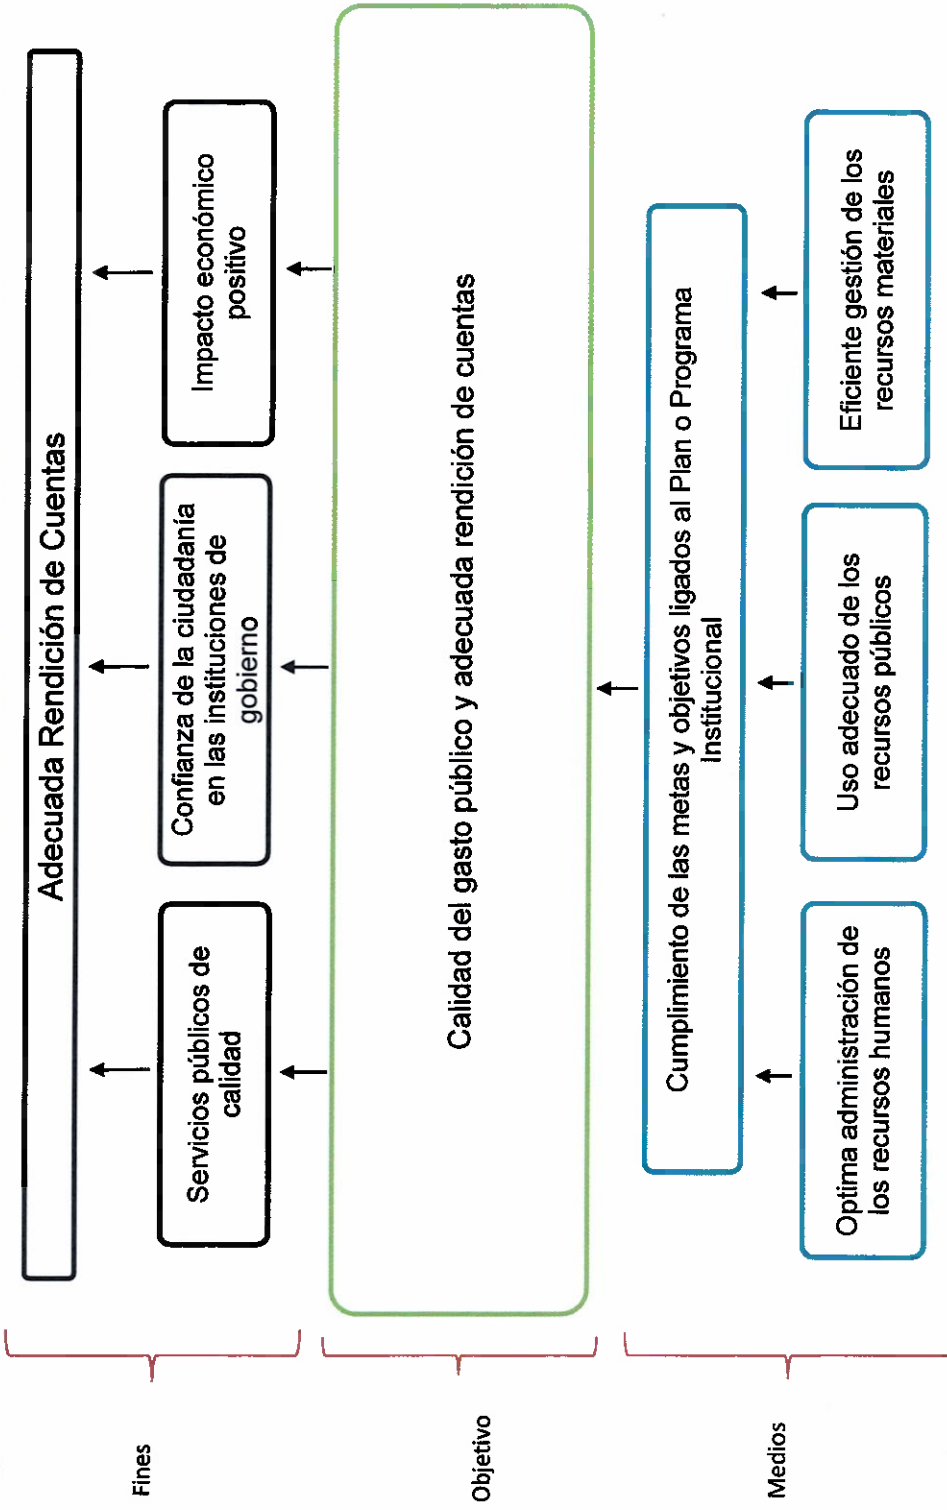 Fines
Adecuada Rendición de Cuentas
Servicios públicos de
calidad
Confianza de la ciudadanía
en las instituciones de
gobierno
Impacto económico
positivo
Objetivo
Calidad del gasto público y adecuada rendición de cuentas
Medios
Cumplimiento de las metas y objetivos ligados al Plan o Programa
Institucional
Optima administración de
los recursos humanos
Uso adecuado de los
recursos públicos
Eficiente gestión de los
recursos materiales